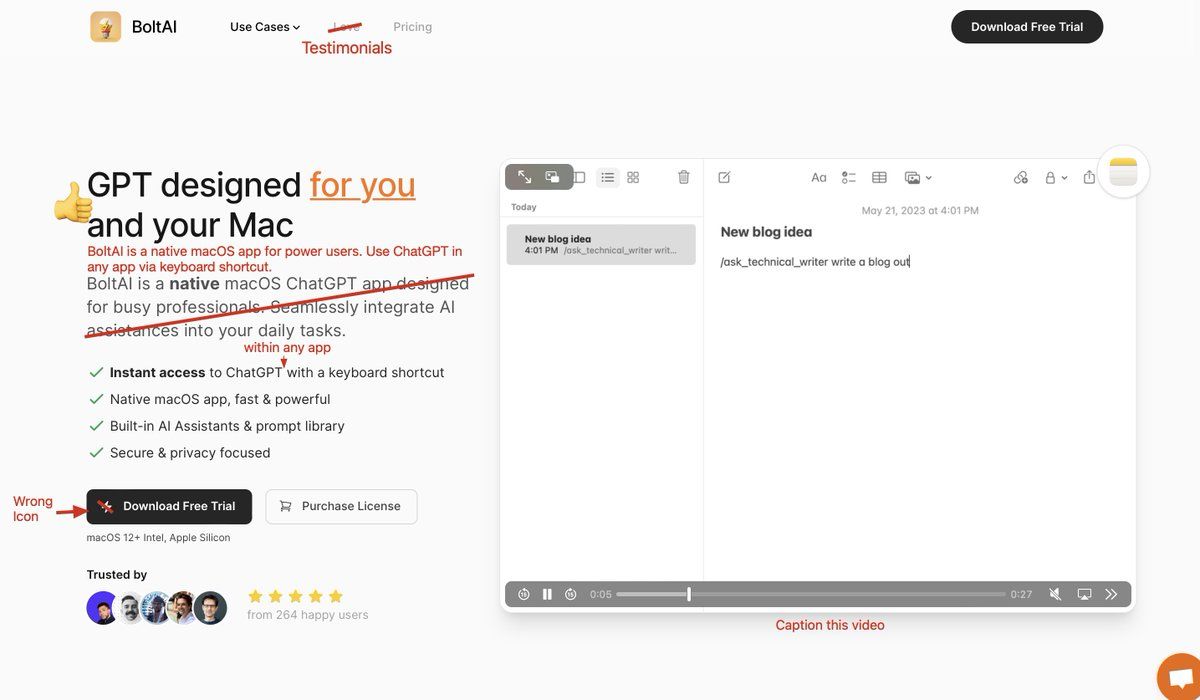 BoltAI
Use Cases
Love
Pricing
Download Free Trial
Testimonials
GPT designed for you
and your Mac
BoltAI is a native macOS app for power users. Use ChatGPT in
any app via keyboard shortcut.
BoltAI is a native macOS ChatGPT app designed
for busy professionals. Seamlessly integrate AI
assistances into your daily tasks.
within any app
Instant access to ChatGPT with a keyboard shortcut
Native macOS app, fast & powerful
Built-in AI Assistants & prompt library
Secure & privacy focused
Wrong
Icon
Download Free Trial
Purchase License
macOS 12+ Intel, Apple Silicon
Trusted by
from 264 happy users
Today
New blog idea
4:01 PM /ask_technical_writer writ...
Aa
May 21, 2023 at 4:01 PM
New blog idea
/ask_technical_writer write a blog out
0:05
0:27
Caption this video